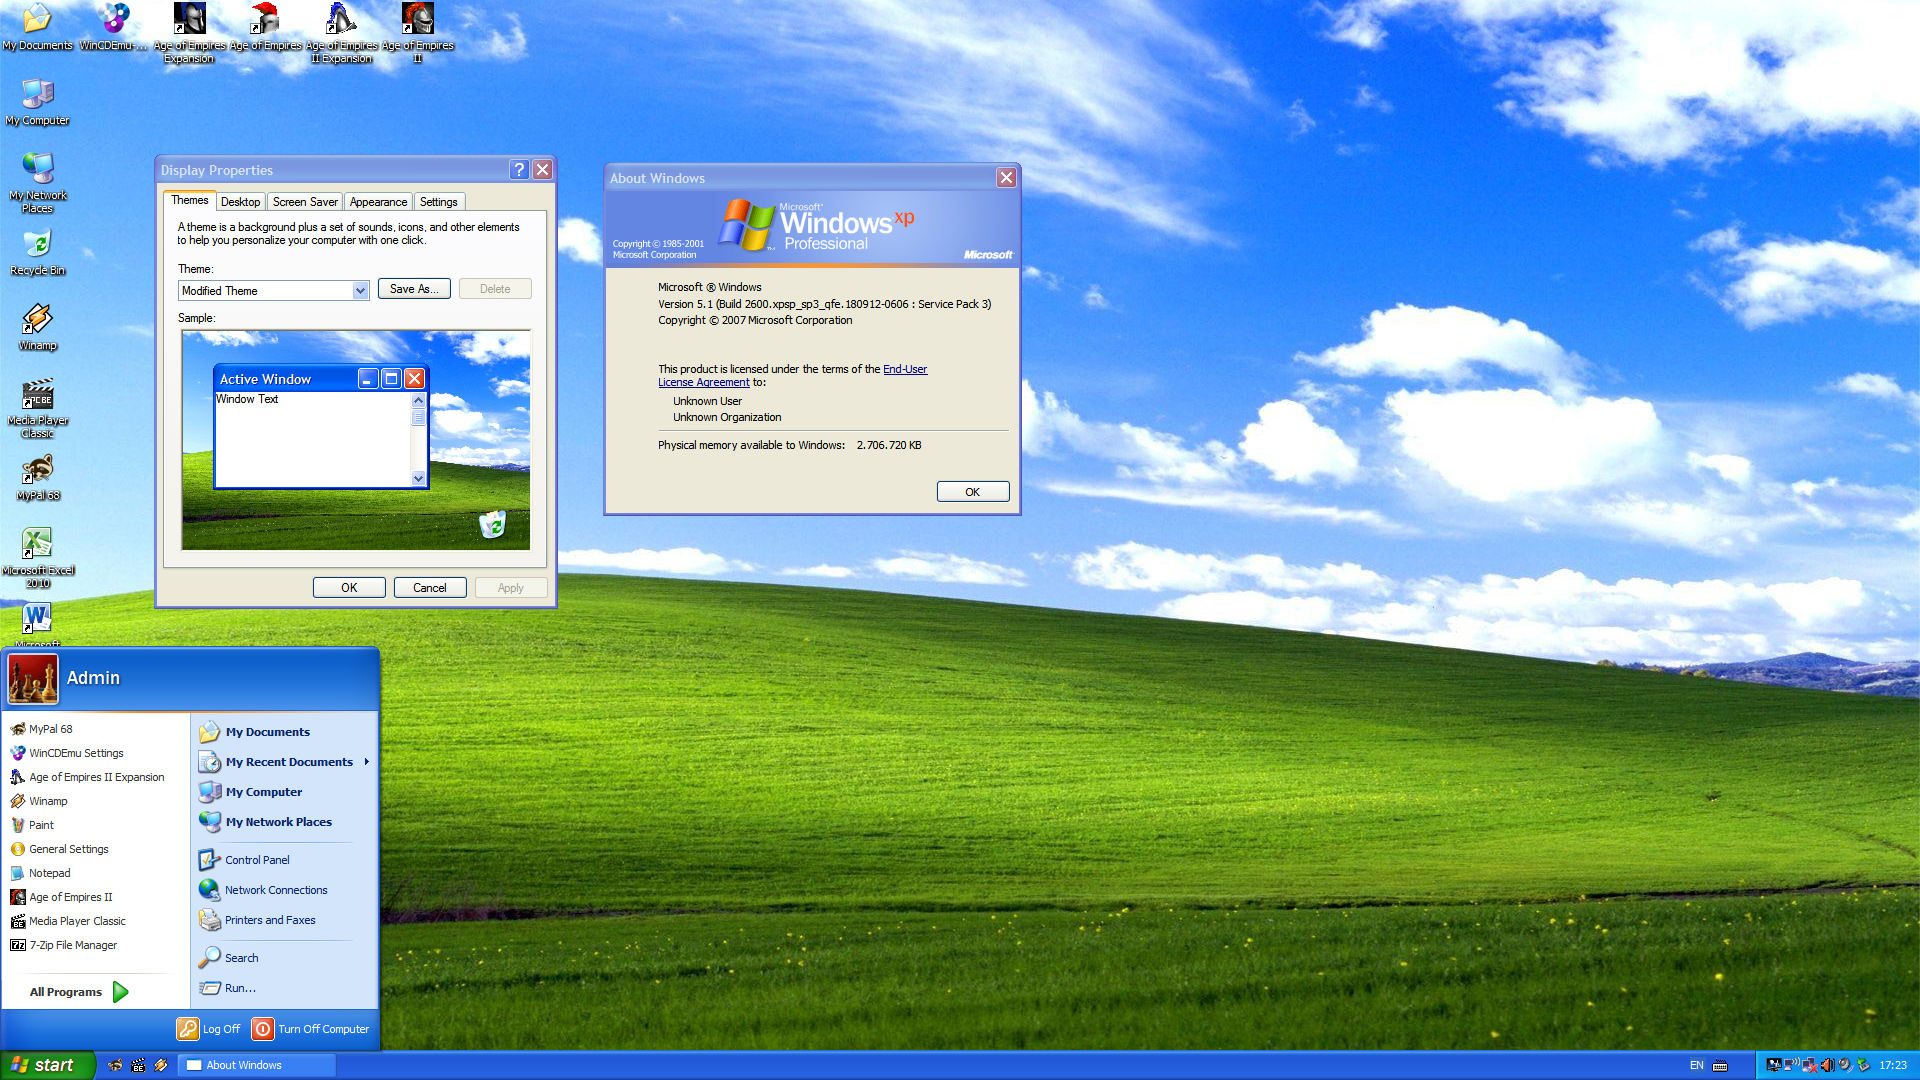 My Documents
WinCDEmu-...
Age of Empires
Expansion
Age of Empires
Age of Empires
II Expansion
Age of Empires
II
My Computer
My Network
Places
Recycle Bin
Winamp
Media Player
Classic
MyPal 68
Microsoft Excel
2010
Microsoft
Display Properties
Themes
Desktop
Screen Saver
Appearance
Settings
A theme is a background plus a set of sounds, icons, and other elements
to help you personalize your computer with one click.
Theme:
Modified Theme
Save As...
Delete
Sample:
Active Window
Window Text
OK
Cancel
Apply
About Windows
Microsoft®
Windows xp
Professional
Copyright © 1985-2001
Microsoft Corporation
Microsoft
Microsoft ® Windows
Version 5.1 (Build 2600.xpsp_sp3_qfe.180912-0606 : Service Pack 3)
Copyright © 2007 Microsoft Corporation
This product is licensed under the terms of the End-User
License Agreement to:
Unknown User
Unknown Organization
Physical memory available to Windows: 2.706.720 KB
OK
Admin
MyPal 68
WinCDEmu Settings
Age of Empires II Expansion
Winamp
Paint
General Settings
Notepad
Age of Empires II
Media Player Classic
7-Zip File Manager
All Programs
My Documents
My Recent Documents
My Computer
My Network Places
Control Panel
Network Connections
Printers and Faxes
Search
Run...
Log Off
Turn Off Computer
start
About Windows
EN
17:23